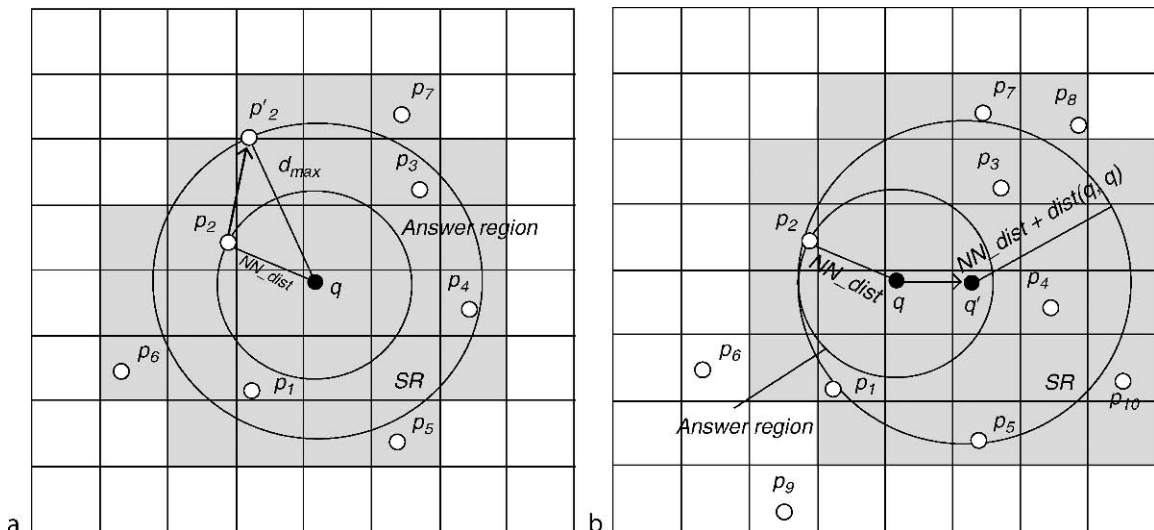 p7
p'2
dmax
p3
p2
Answer region
NN_dist
q
p4
p6
p1
SR
p5
a
p7
p8
p3
p2
NN_dist + dist(q, q)
NN_dist
q
q'
p4
p6
p1
SR
p10
Answer region
p5
p9
b